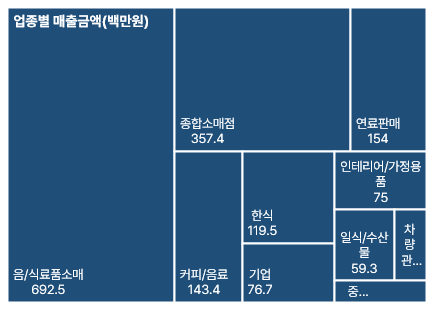 업종별 매출금액(백만원)
음/식료품소매
692.5
종합소매점
357.4
연료판매
154
커피/음료
143.4
한식
119.5
기업
76.7
인테리어/가정용
품
75
일식/수산
물
59.3
차
량
관...
중...